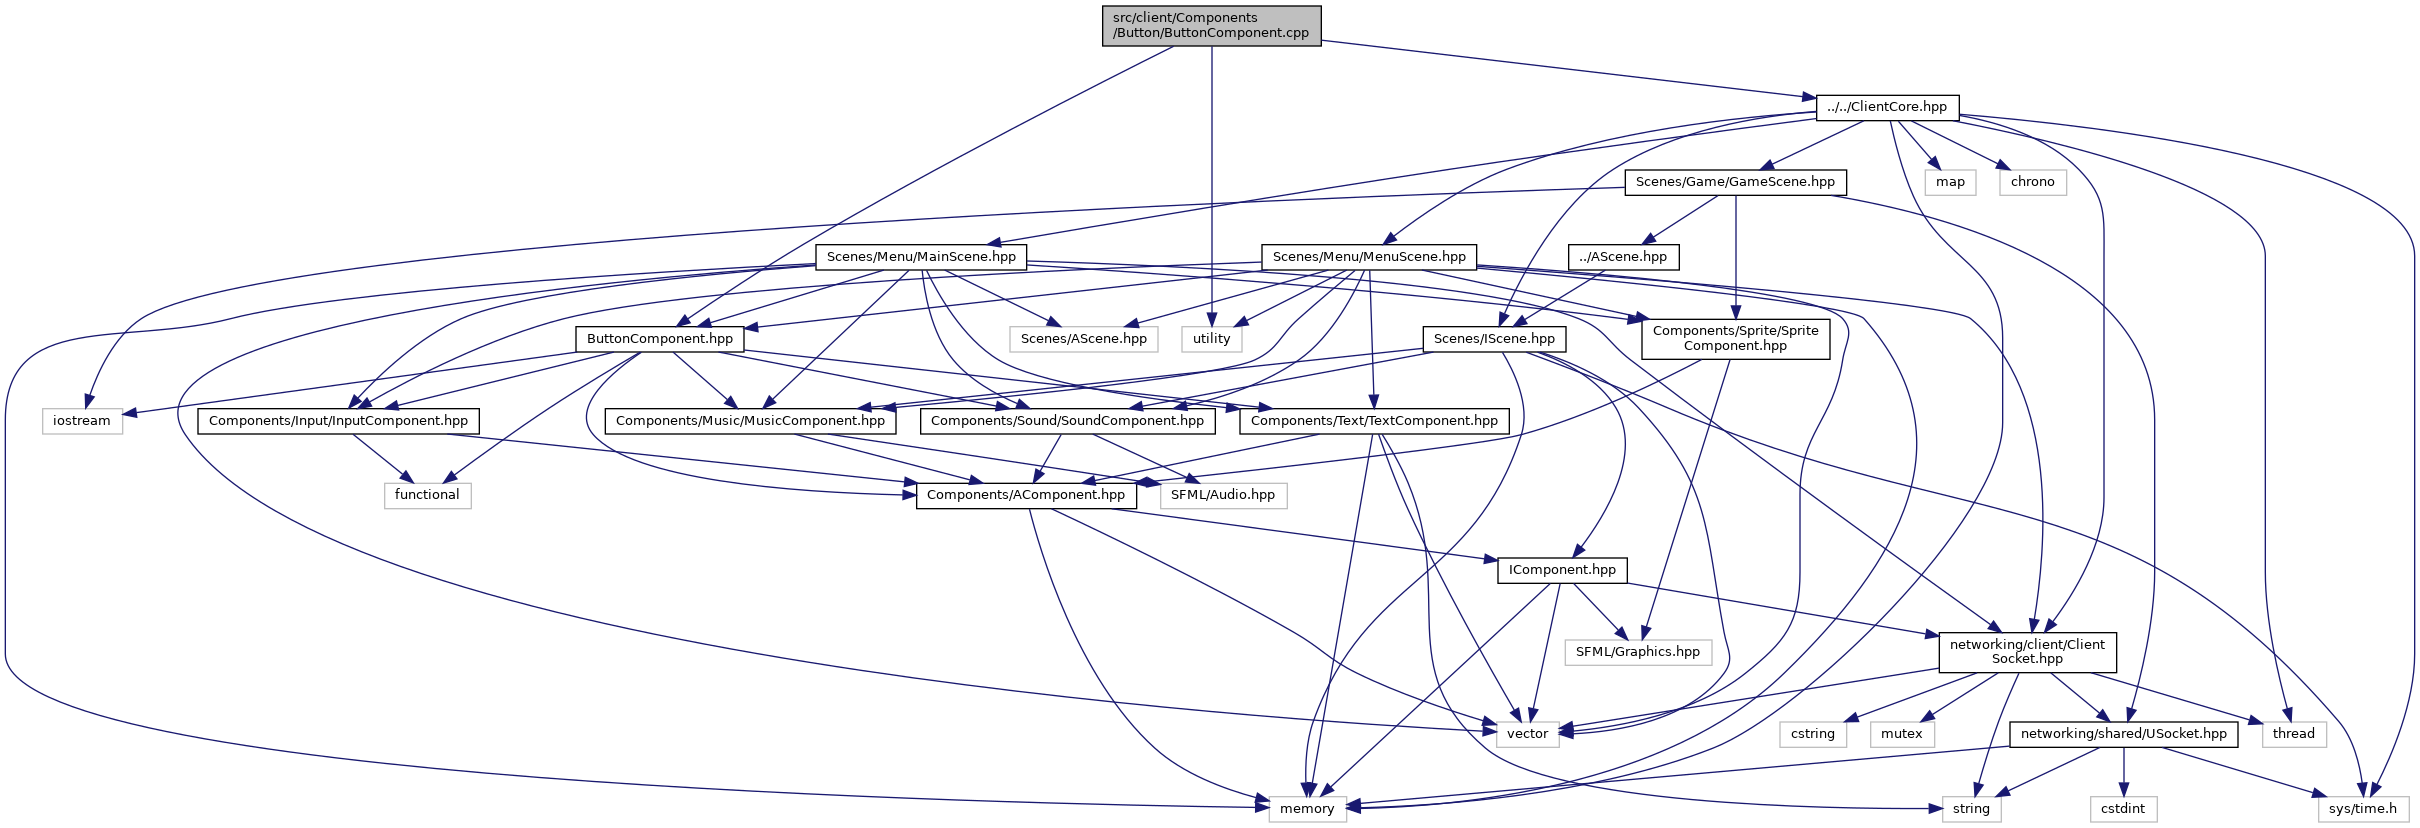 src/client/Components
/Button/ButtonComponent.cpp
../../ClientCore.hpp
Scenes/Game/GameScene.hpp
map
chrono
Scenes/Menu/MainScene.hpp
Scenes/Menu/MenuScene.hpp
../AScene.hpp
ButtonComponent.hpp
Scenes/AScene.hpp
utility
Scenes/IScene.hpp
Components/Sprite/Sprite
Component.hpp
iostream
Components/Input/InputComponent.hpp
Components/Music/MusicComponent.hpp
Components/Sound/SoundComponent.hpp
Components/Text/TextComponent.hpp
functional
Components/AComponent.hpp
SFML/Audio.hpp
IComponent.hpp
SFML/Graphics.hpp
networking/client/Client
Socket.hpp
vector
cstring
mutex
networking/shared/USocket.hpp
thread
memory
string
cstdint
sys/time.h